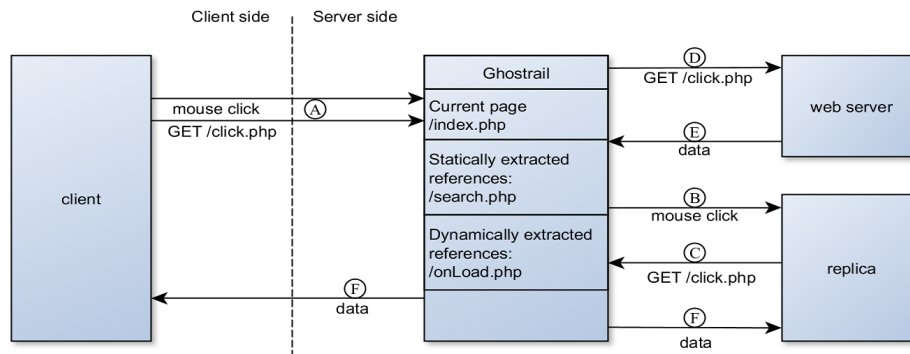 Client side
Server side
client
mouse click
A
GET /click.php
Ghostrail
Current page
/index.php
Statically extracted
references:
/search.php
Dynamically extracted
references:
/onLoad.php
D
GET /click.php
E
data
web server
B
mouse click
C
GET /click.php
F
data
replica
F
data